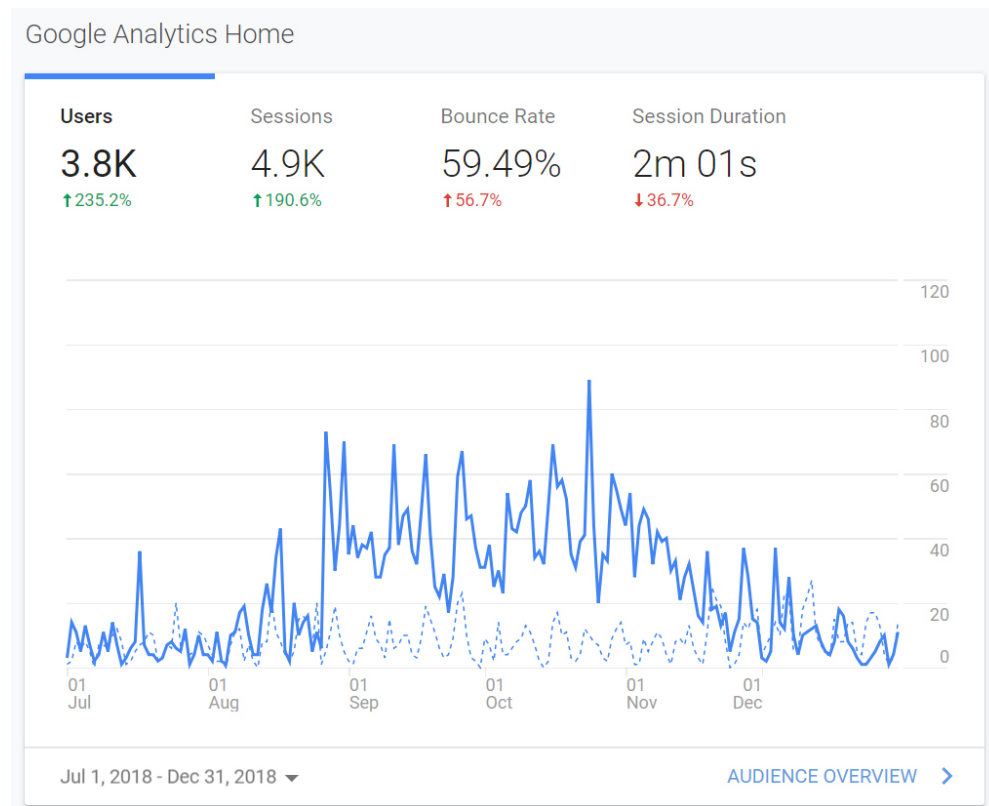 Google Analytics Home
Users Sessions Bounce Rate Session Duration
3.8K 4.9K 59.49% 2m 01s
↑235.2% ↑190.6% ↑56.7% ↓36.7%
120
100
80
60
40
20
0
01 01 01 01 01 01
Jul Aug Sep Oct Nov Dec
Jul 1, 2018 - Dec 31, 2018 AUDIENCE OVERVIEW